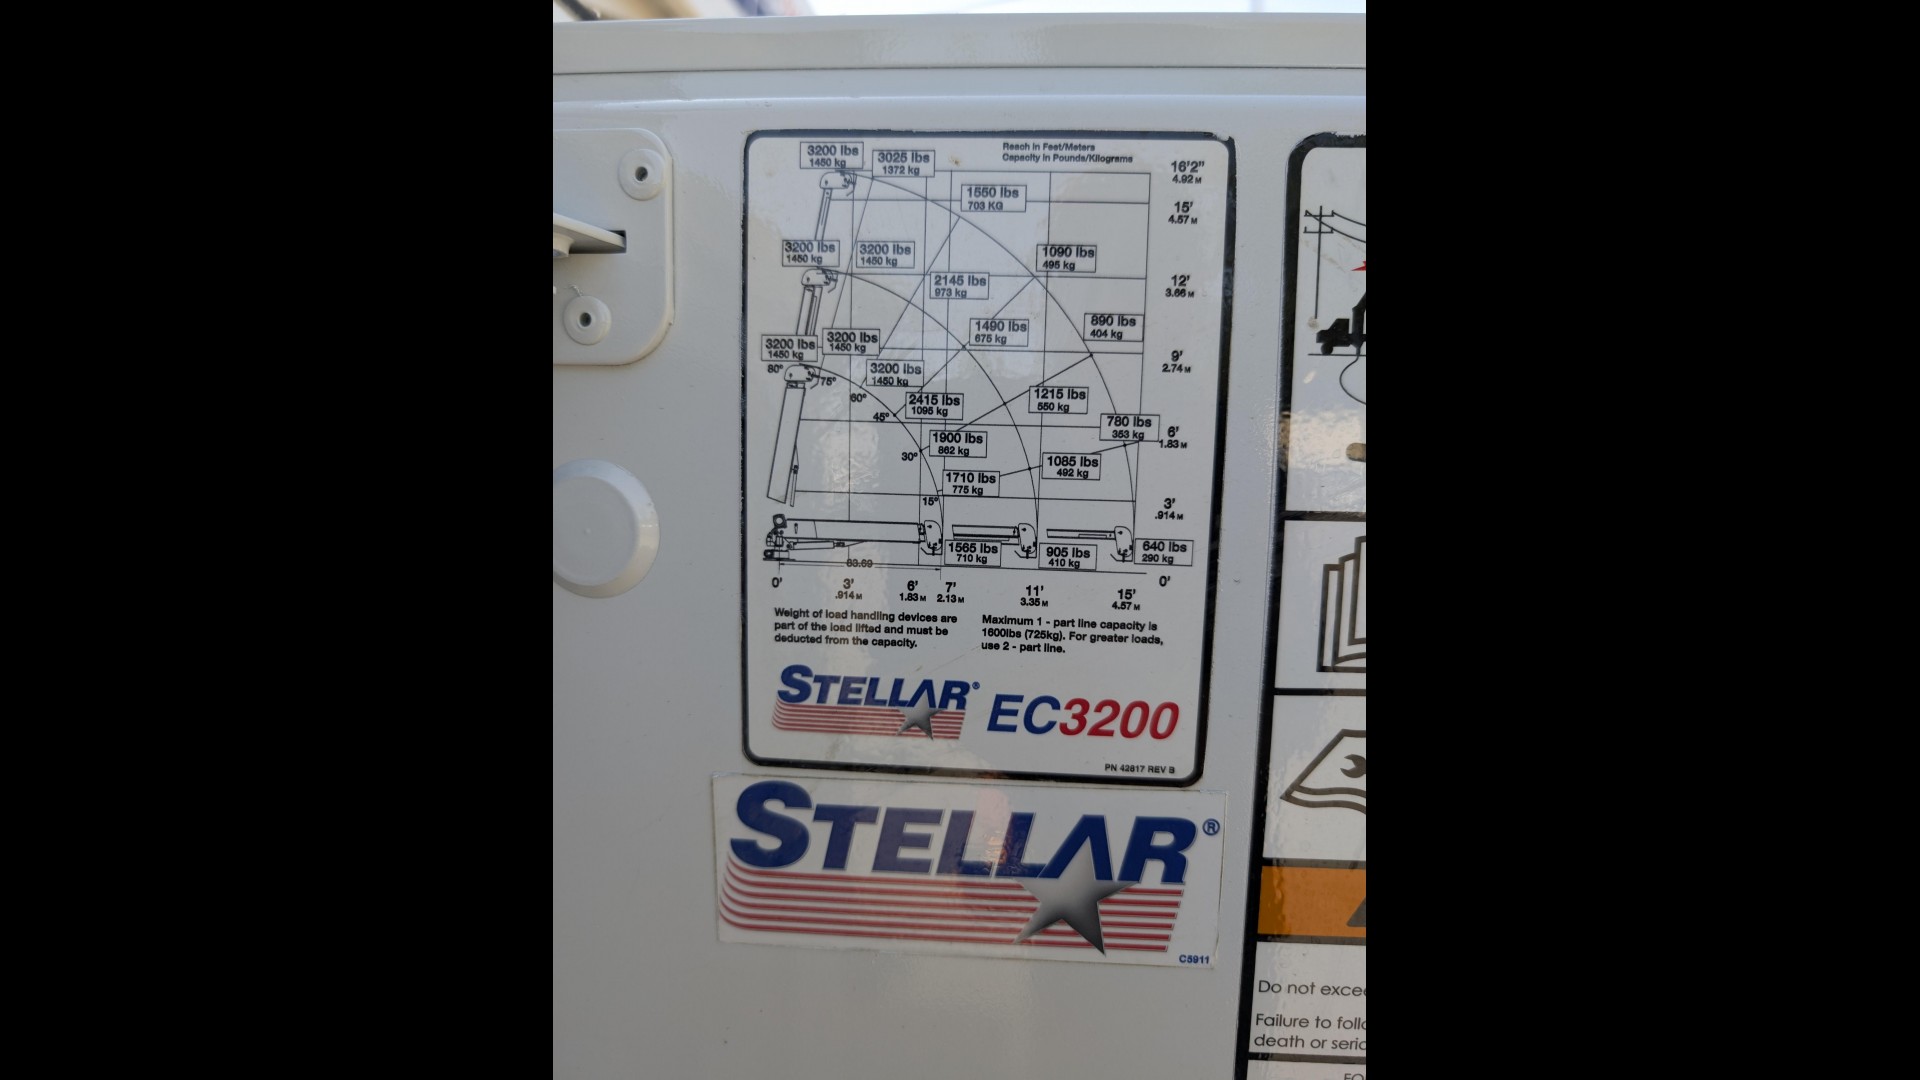 Reach in Feet/Meters
Capacity in Pounds/Kilograms
3200 lbs
1450 kg
3025 lbs
1372 kg
16'2"
4.92 M
1550 lbs
703 KG
15'
4.57 M
3200 lbs
1450 kg
3200 lbs
1450 kg
1090 lbs
495 kg
2145 lbs
973 kg
12'
3.66 M
1490 lbs
675 kg
890 lbs
404 kg
3200 lbs
1450 kg
3200 lbs
1450 kg
9'
2.74 M
80°
75°
3200 lbs
1450 kg
60°
2415 lbs
1095 kg
1215 lbs
550 kg
45°
780 lbs
353 kg
6'
1.83 M
1900 lbs
862 kg
30°
1085 lbs
492 kg
1710 lbs
775 kg
15°
3'
.914 M
1565 lbs
710 kg
905 lbs
410 kg
640 lbs
290 kg
83.69
0'
0'
3'
.914 M
6'
1.83 M
7'
2.13 M
11'
3.35 M
15'
4.57 M
Weight of load handling devices are
part of the load lifted and must be
deducted from the capacity.
Maximum 1 - part line capacity is
1600lbs (725kg). For greater loads,
use 2 - part line.
STELLAR® EC3200
PN 42817 REV B
STELLAR®
C5911
Do not excee
Failure to follo
death or serio